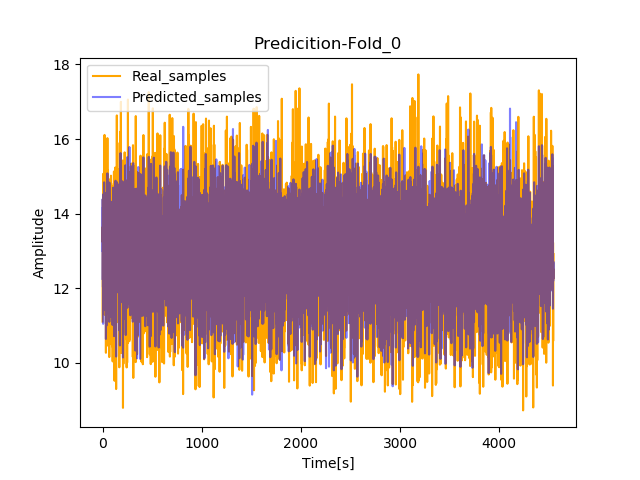 Predicition-Fold_0
Real_samples
Predicted_samples
18
16
14
12
10
Amplitude
0
1000
2000
3000
4000
Time[s]